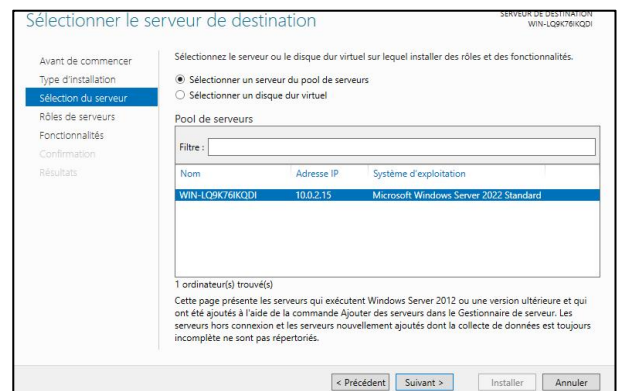 Sélectionner le serveur de destination
SERVEUR DE DESTINATION
WIN-LQ9K76IKQDI
Avant de commencer
Type d'installation
Sélection du serveur
Rôles de serveurs
Fonctionnalités
Confirmation
Résultats
Sélectionnez le serveur ou le disque dur virtuel sur lequel installer des rôles et des fonctionnalités.
Sélectionner un serveur du pool de serveurs
Sélectionner un disque dur virtuel
Pool de serveurs
Filtre :
Nom Adresse IP Système d'exploitation
WIN-LQ9K76IKQDI 10.0.2.15 Microsoft Windows Server 2022 Standard
1 ordinateur(s) trouvé(s)
Cette page présente les serveurs qui exécutent Windows Server 2012 ou une version ultérieure et qui
ont été ajoutés à l'aide de la commande Ajouter des serveurs dans le Gestionnaire de serveur. Les
serveurs hors connexion et les serveurs nouvellement ajoutés dont la collecte de données est toujours
incomplète ne sont pas répertoriés.
< Précédent Suivant > Installer Annuler